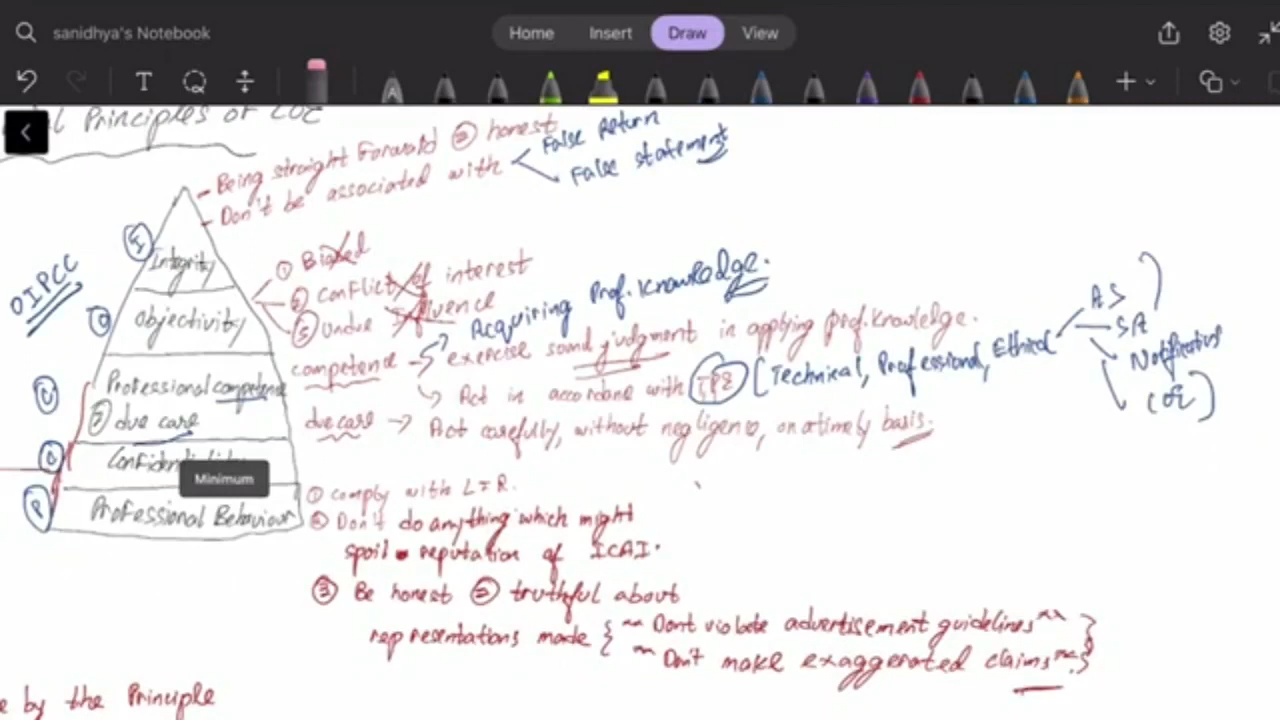 sanidhya's Notebook
Home Insert Draw View
Principles of COE
- Being straight Forward & honest
- Don't be associated with
False Return
False statement
OIPCC
I
Integrity
① Biased
② Conflict of interest
③ Undue influence
O
Objectivity
Professional competence
② due care
competence → Acquiring Prof. Knowledge.
exercise sound judgment in applying prof. knowledge.
Act in accordance with TPE [Technical, Professional, Ethical
AS
SA
Notifications
COE]
due care → Act carefully, without negligence, on a timely basis.
C
Confidentiality
Minimum
P
Professional Behaviour
① comply with L & R.
② Don't do anything which might
spoil reputation of ICAI.
③ Be honest & truthful about
representations made { "Dont violate advertisement guidelines"
"Don't make exaggerated claims" }
by the Principle